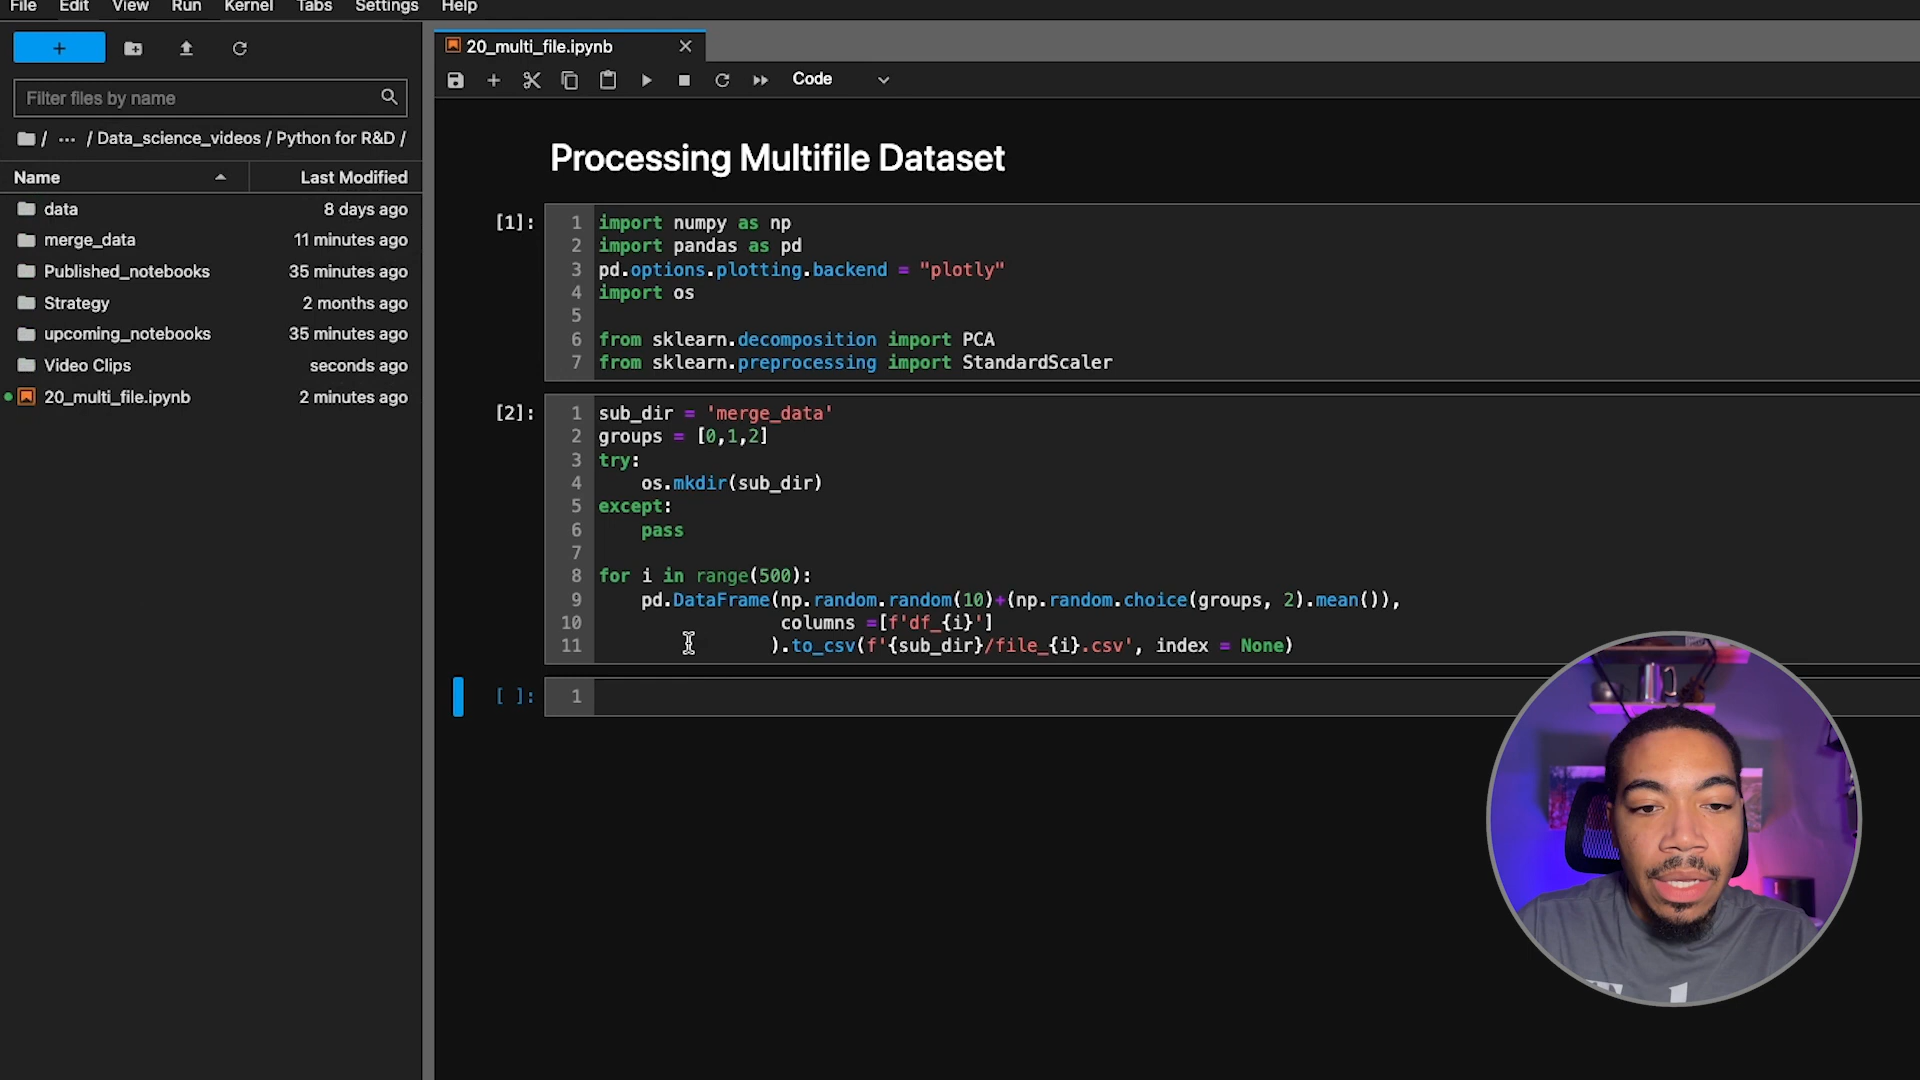 File Edit View Run Kernel Tabs Settings Help
20_multi_file.ipynb
Code
Filter files by name
/ ··· / Data_science_videos / Python for R&D /
Name Last Modified
data 8 days ago
merge_data 11 minutes ago
Published_notebooks 35 minutes ago
Strategy 2 months ago
upcoming_notebooks 35 minutes ago
Video Clips seconds ago
20_multi_file.ipynb 2 minutes ago
Processing Multifile Dataset
[1]:
1 import numpy as np
2 import pandas as pd
3 pd.options.plotting.backend = "plotly"
4 import os
5
6 from sklearn.decomposition import PCA
7 from sklearn.preprocessing import StandardScaler
[2]:
1 sub_dir = 'merge_data'
2 groups = [0,1,2]
3 try:
4     os.mkdir(sub_dir)
5 except:
6     pass
7
8 for i in range(500):
9     pd.DataFrame(np.random.random(10)+(np.random.choice(groups, 2).mean()),
10                  columns =[f'df_{i}']
11                 ).to_csv(f'{sub_dir}/file_{i}.csv', index = None)
[ ]:
1